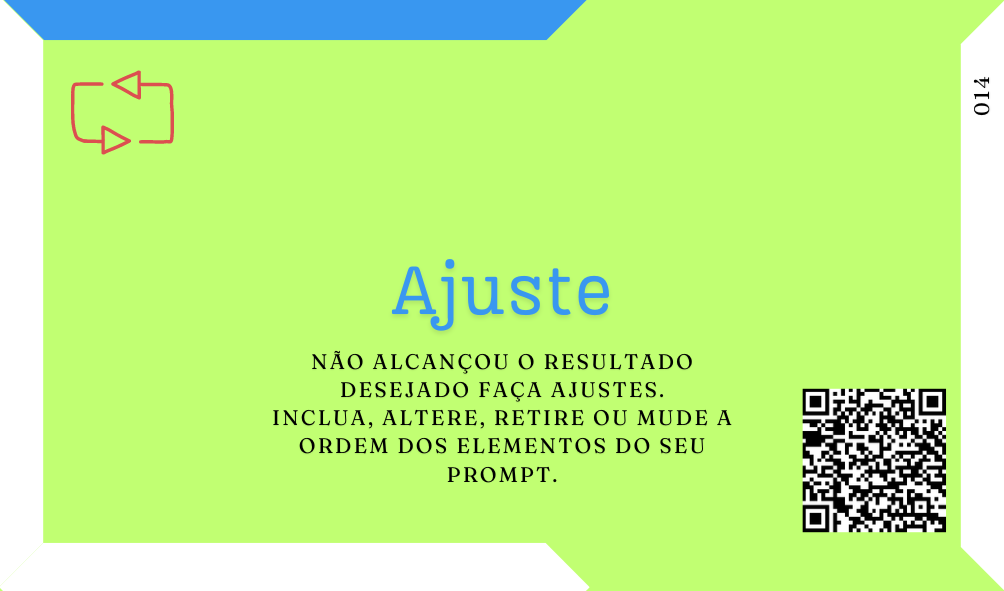 014
Ajuste
NÃO ALCANÇOU O RESULTADO
DESEJADO FAÇA AJUSTES.
INCLUA, ALTERE, RETIRE OU MUDE A
ORDEM DOS ELEMENTOS DO SEU
PROMPT.